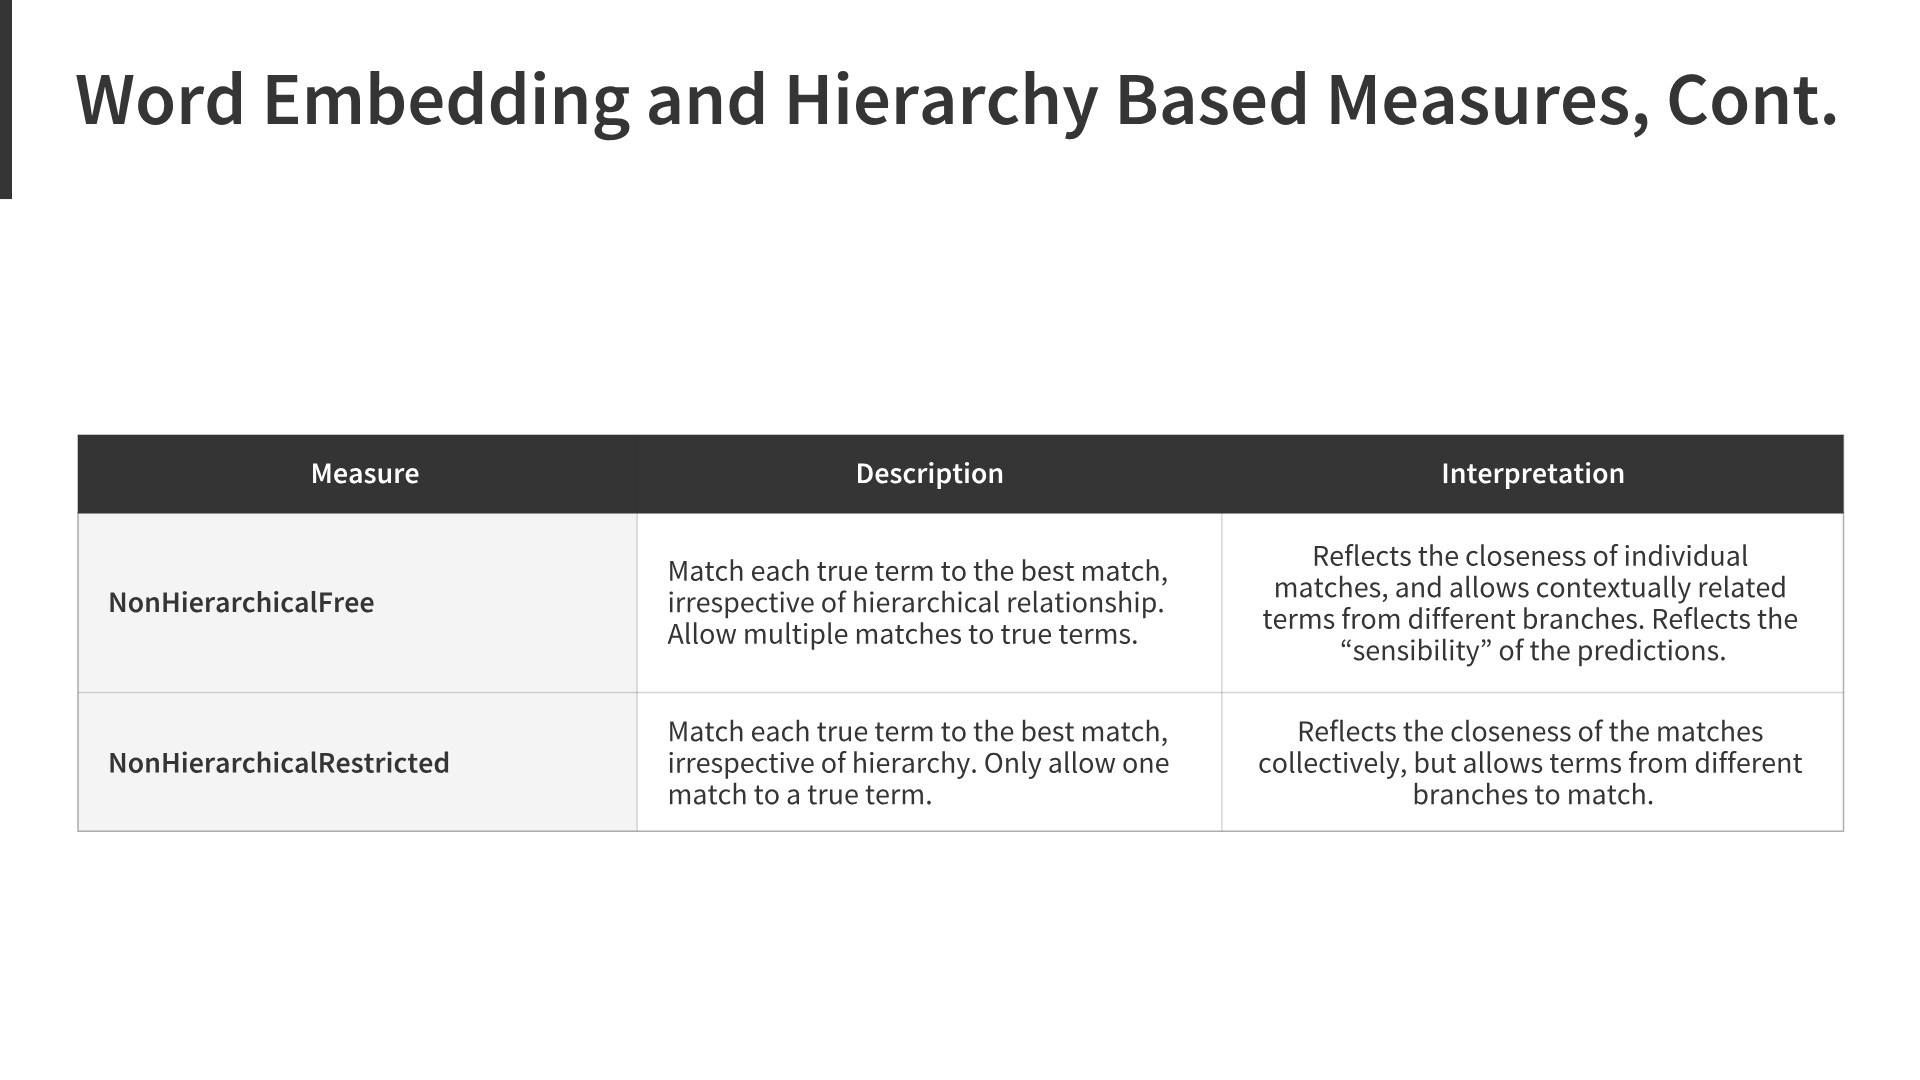 Word Embedding and Hierarchy Based Measures, Cont.
Measure
Description
Interpretation
NonHierarchicalFree
Match each true term to the best match,
irrespective of hierarchical relationship.
Allow multiple matches to true terms.
Reflects the closeness of individual
matches, and allows contextually related
terms from different branches. Reflects the
“sensibility” of the predictions.
NonHierarchicalRestricted
Match each true term to the best match,
irrespective of hierarchy. Only allow one
match to a true term.
Reflects the closeness of the matches
collectively, but allows terms from different
branches to match.